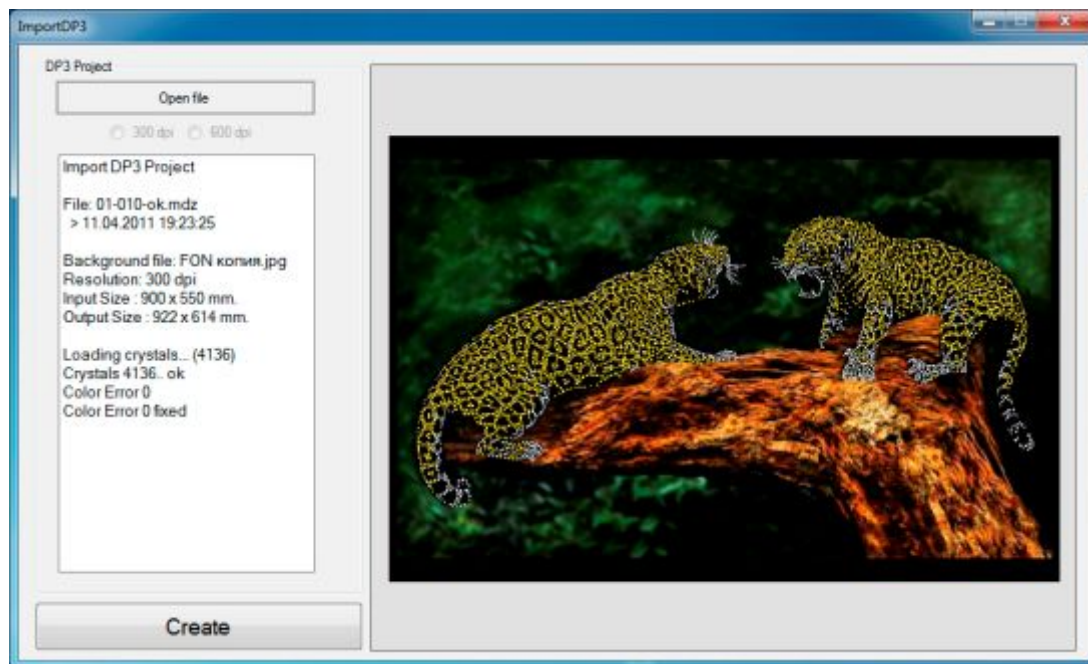 ImportDP3
DP3 Project
Open file
300 dpi 600 dpi
Import DP3 Project
File: 01-010-ok.mdz
> 11.04.2011 19:23:25
Background file: FON копия.jpg
Resolution: 300 dpi
Input Size : 900 x 550 mm.
Output Size : 922 x 614 mm.
Loading crystals... (4136)
Crystals 4136.. ok
Color Error 0
Color Error 0 fixed
Create